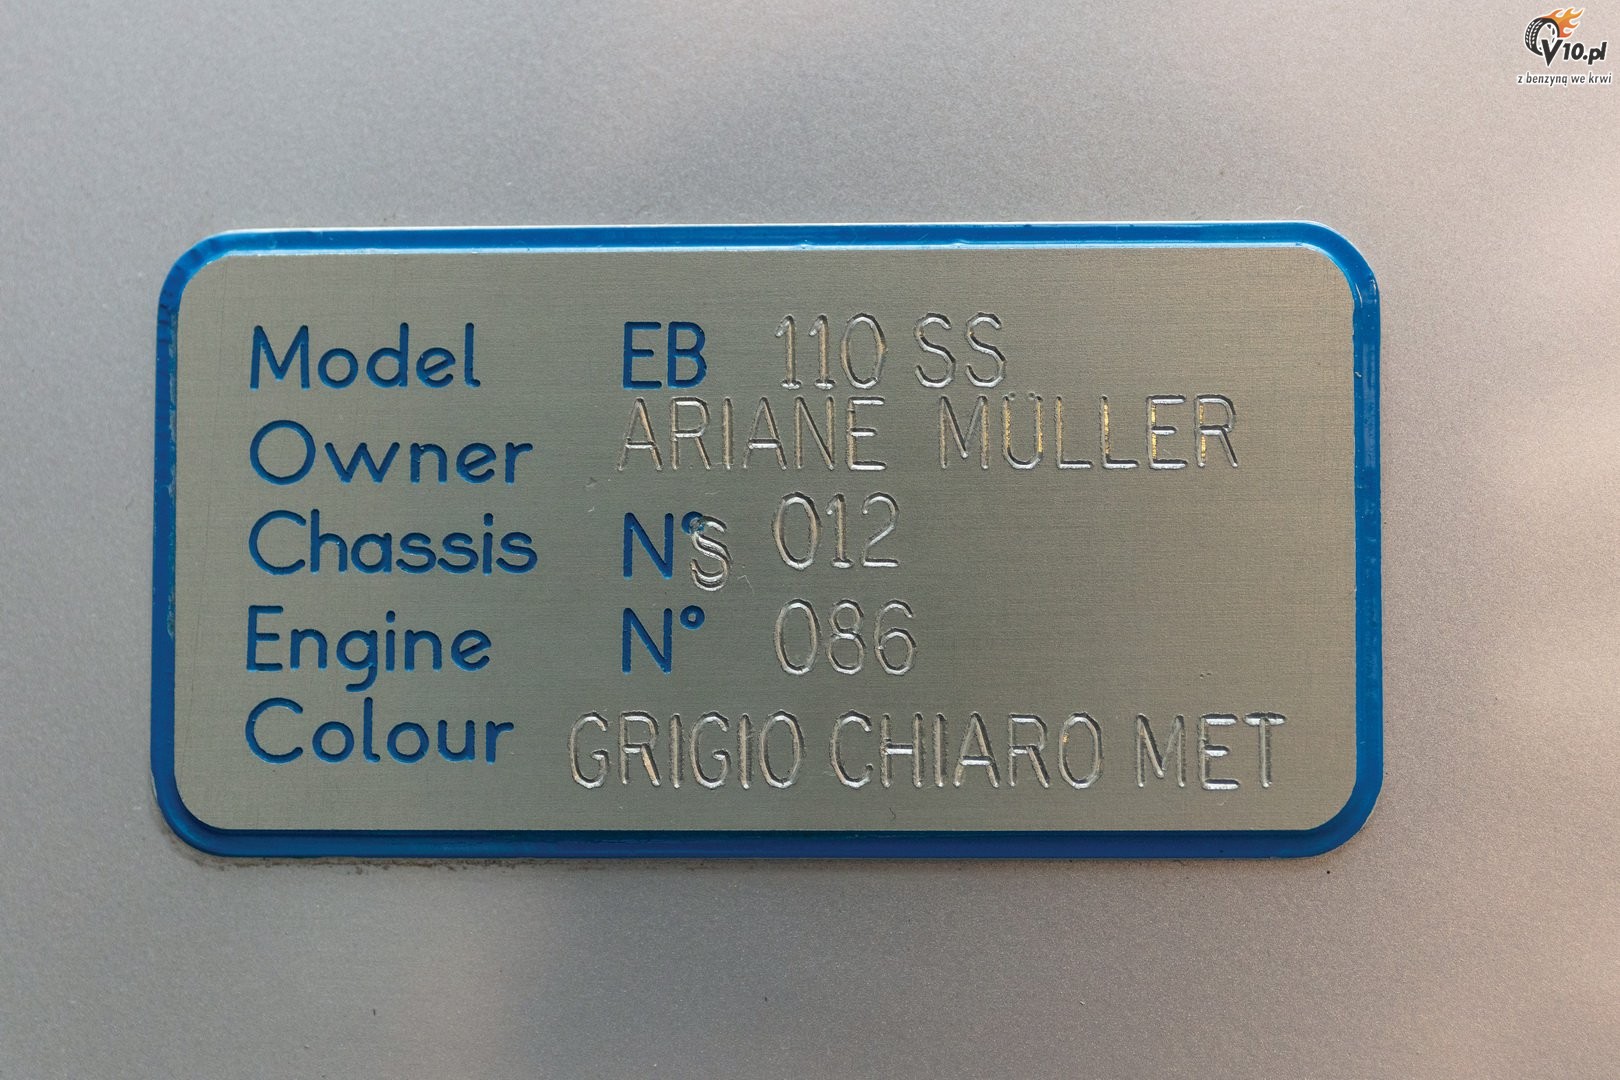 V10.pl
z benzyną we krwi
Model EB 110 SS
Owner ARIANE MÜLLER
Chassis N°S 012
Engine N° 086
Colour GRIGIO CHIARO MET